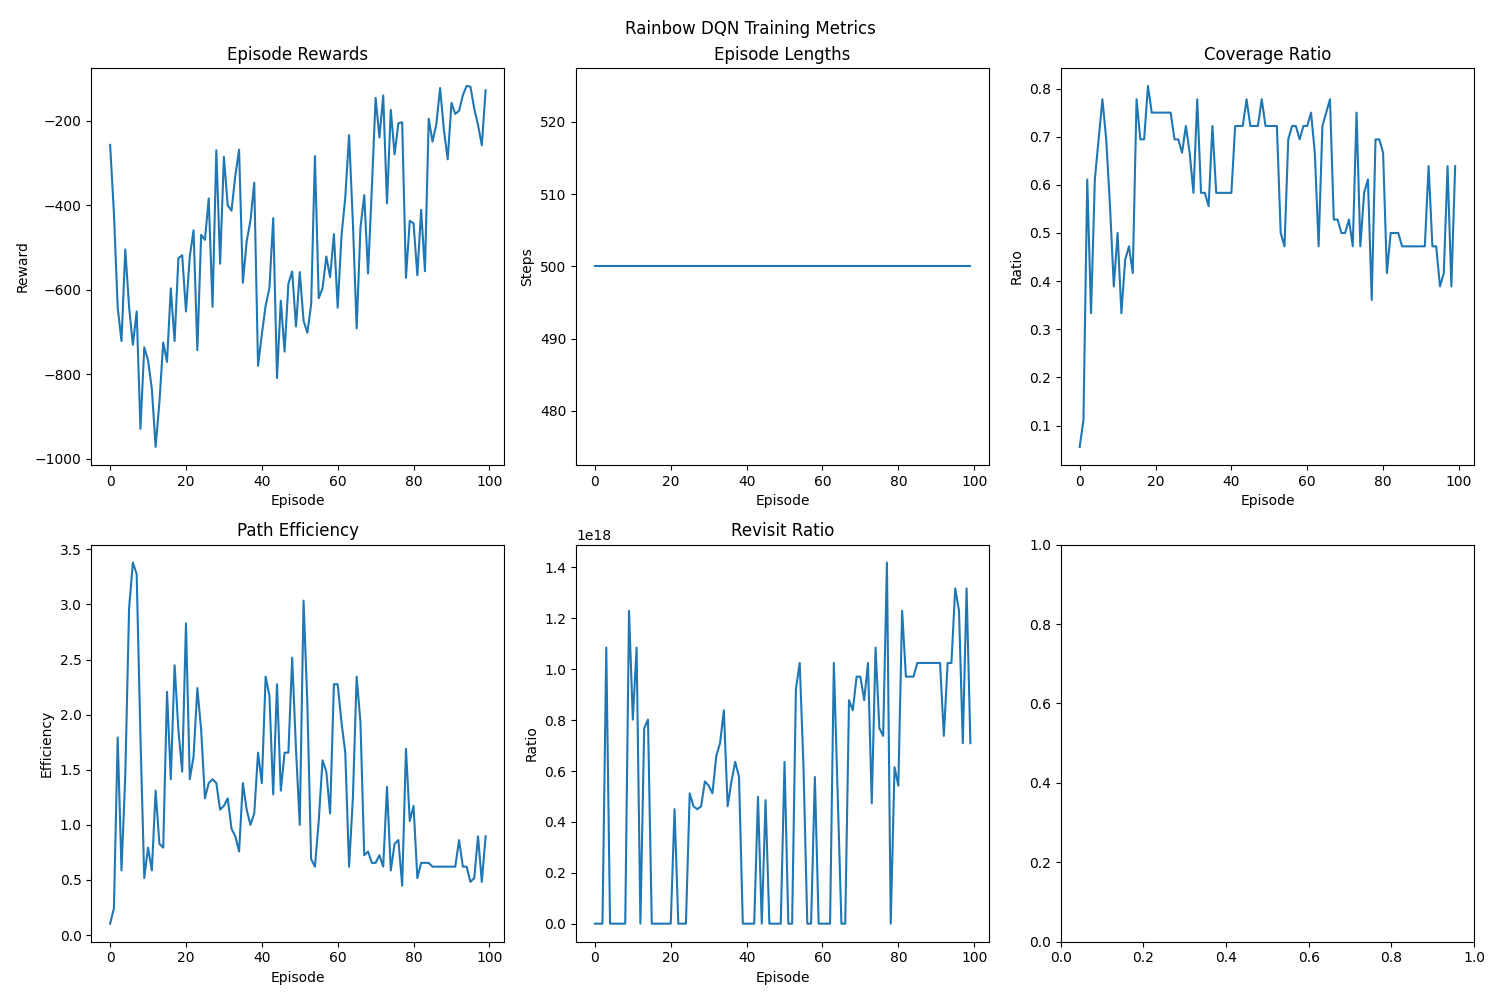 Rainbow DQN Training Metrics
Episode Rewards
Reward
−200
−400
−600
−800
−1000
0 20 40 60 80 100
Episode
Episode Lengths
Steps
520
510
500
490
480
0 20 40 60 80 100
Episode
Coverage Ratio
Ratio
0.8
0.7
0.6
0.5
0.4
0.3
0.2
0.1
0 20 40 60 80 100
Episode
Path Efficiency
Efficiency
3.5
3.0
2.5
2.0
1.5
1.0
0.5
0.0
0 20 40 60 80 100
Episode
Revisit Ratio
1e18
Ratio
1.4
1.2
1.0
0.8
0.6
0.4
0.2
0.0
0 20 40 60 80 100
Episode
1.0
0.8
0.6
0.4
0.2
0.0
0.0 0.2 0.4 0.6 0.8 1.0